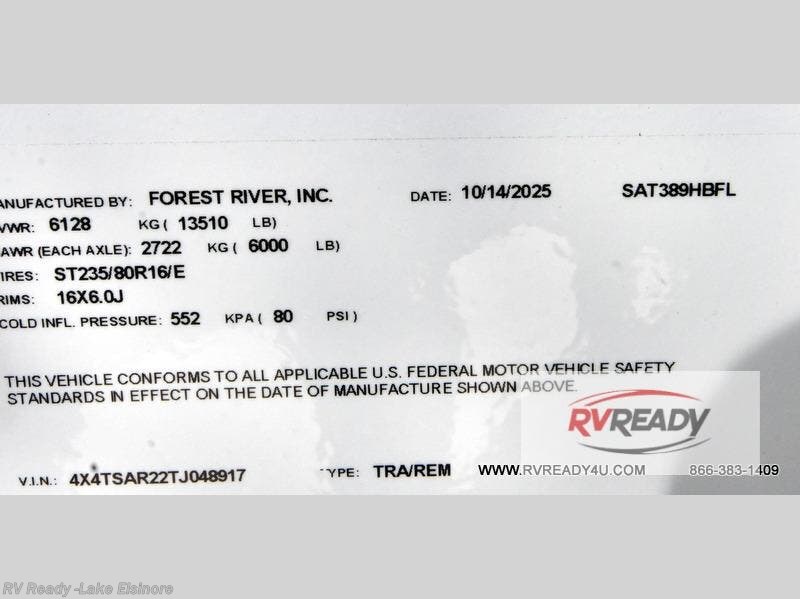 ANUFACTURED BY: FOREST RIVER, INC. DATE: 10/14/2025 SAT389HBFL
VWR: 6128 KG ( 13510 LB)
AWR (EACH AXLE): 2722 KG ( 6000 LB)
IRES: ST235/80R16/E
RIMS: 16X6.0J
COLD INFL. PRESSURE: 552 KPA ( 80 PSI )
THIS VEHICLE CONFORMS TO ALL APPLICABLE U.S. FEDERAL MOTOR VEHICLE SAFETY
STANDARDS IN EFFECT ON THE DATE OF MANUFACTURE SHOWN ABOVE.
RVREADY
V.I.N.: 4X4TSAR22TJ048917 TYPE: TRA/REM WWW.RVREADY4U.COM 866-383-1409
RV Ready -Lake Elsinore